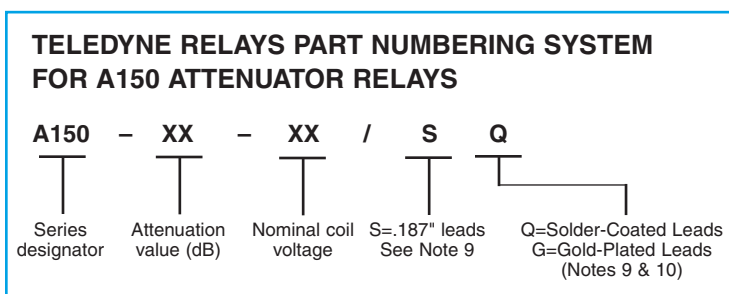 TELEDYNE RELAYS PART NUMBERING SYSTEM
FOR A150 ATTENUATOR RELAYS
A150 – XX – XX / S Q
Series
designator
Attenuation
value (dB)
Nominal coil
voltage
S=.187" leads
See Note 9
Q=Solder-Coated Leads
G=Gold-Plated Leads
(Notes 9 & 10)